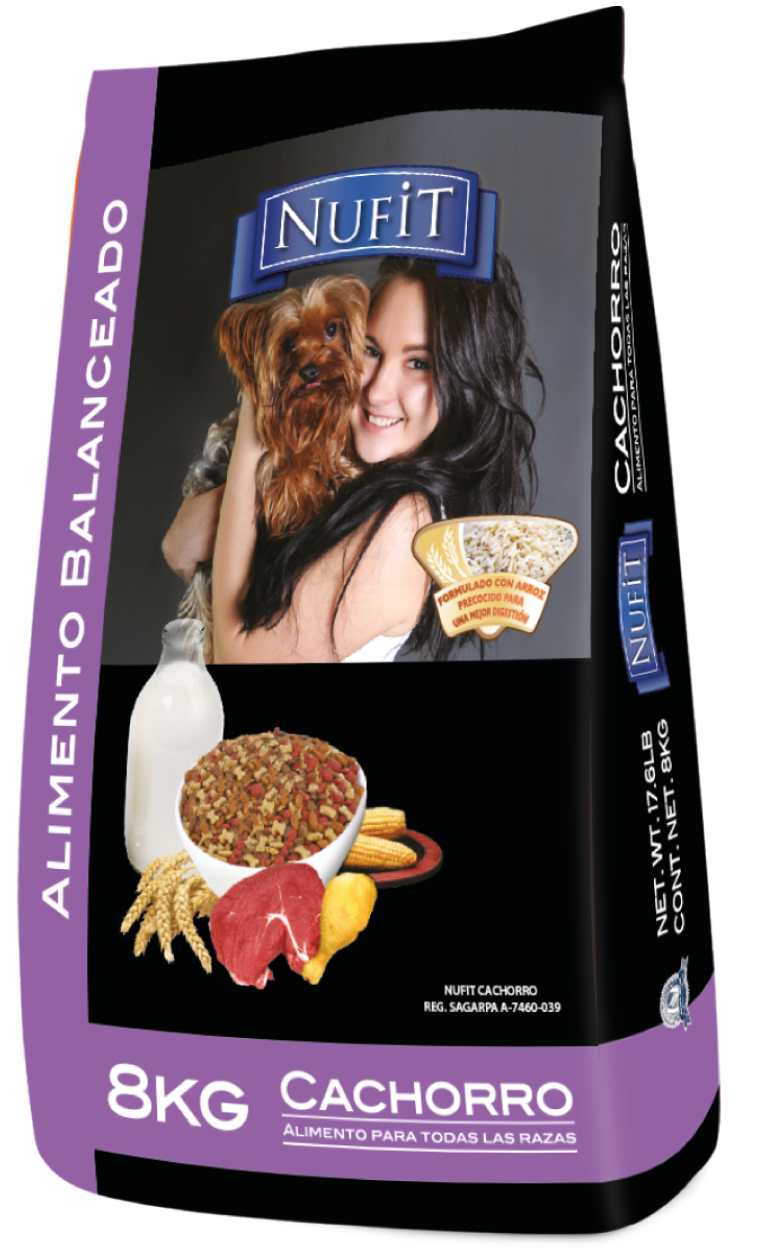 NUFiT
ALIMENTO BALANCEADO
FORMULADO CON ARROZ
PRECOCIDO PARA
UNA MEJOR DIGESTIÓN
NUFIT CACHORRO
REG. SAGARPA A-7460-039
8KG
CACHORRO
ALIMENTO PARA TODAS LAS RAZAS
CACHORRO
ALIMENTO PARA TODAS LAS RAZAS
NUFiT
NET. WT. 17.6LB
CONT. NET. 8KG